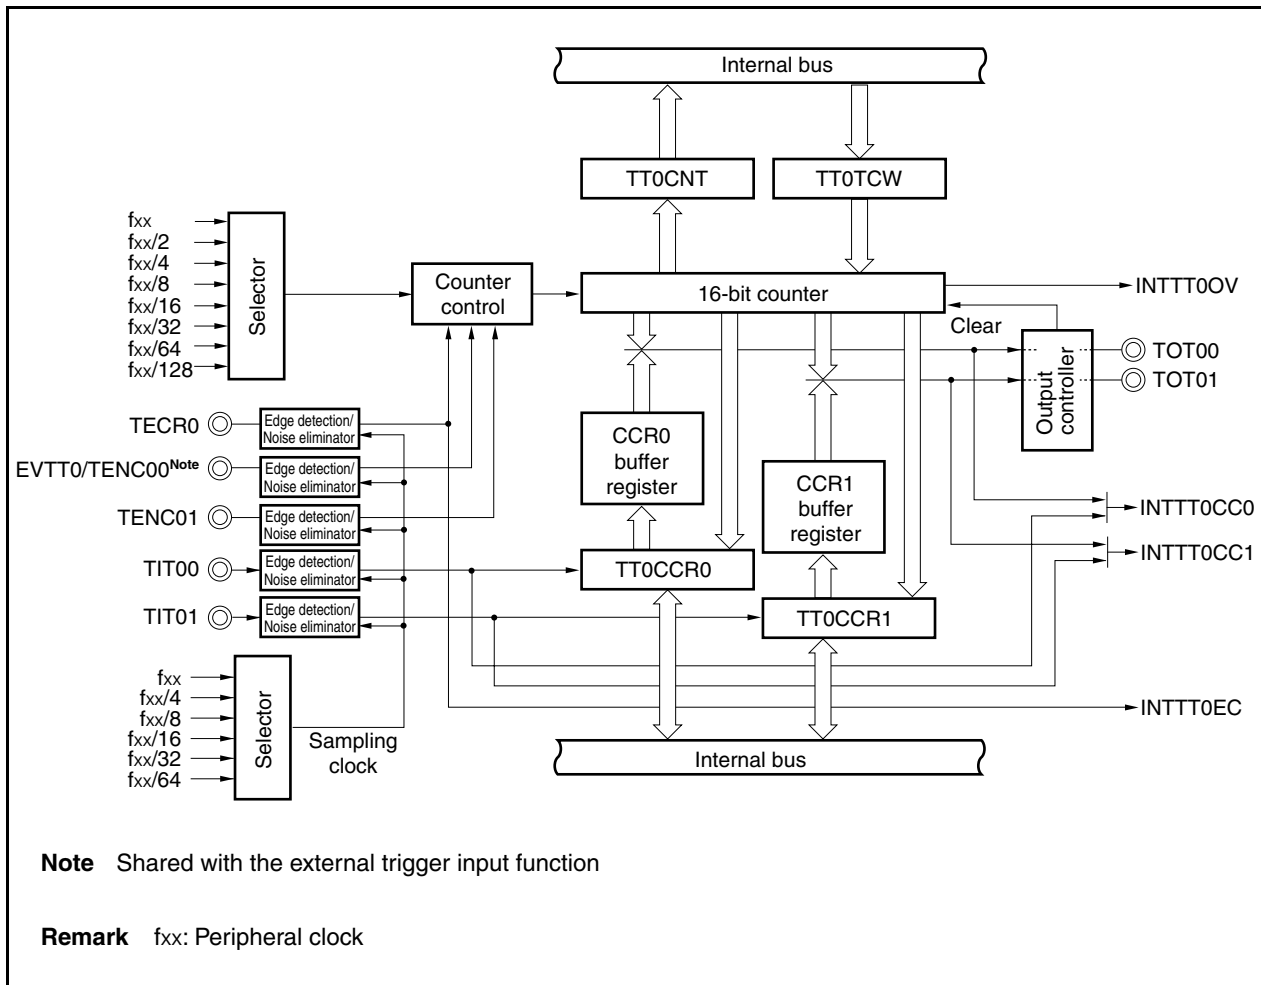 Internal bus
TT0CNT
TT0TCW
fxx
fxx/2
fxx/4
fxx/8
fxx/16
fxx/32
fxx/64
fxx/128
Selector
Counter
control
16-bit counter
INTTT0OV
Clear
TOT00
TOT01
Output
controller
TECR0
Edge detection/
Noise eliminator
EVTT0/TENC00Note
Edge detection/
Noise eliminator
TENC01
Edge detection/
Noise eliminator
TIT00
Edge detection/
Noise eliminator
TIT01
Edge detection/
Noise eliminator
CCR0
buffer
register
CCR1
buffer
register
INTTT0CC0
INTTT0CC1
TT0CCR0
TT0CCR1
fxx
fxx/4
fxx/8
fxx/16
fxx/32
fxx/64
Selector
Sampling
clock
INTTT0EC
Internal bus
Note Shared with the external trigger input function
Remark fxx: Peripheral clock